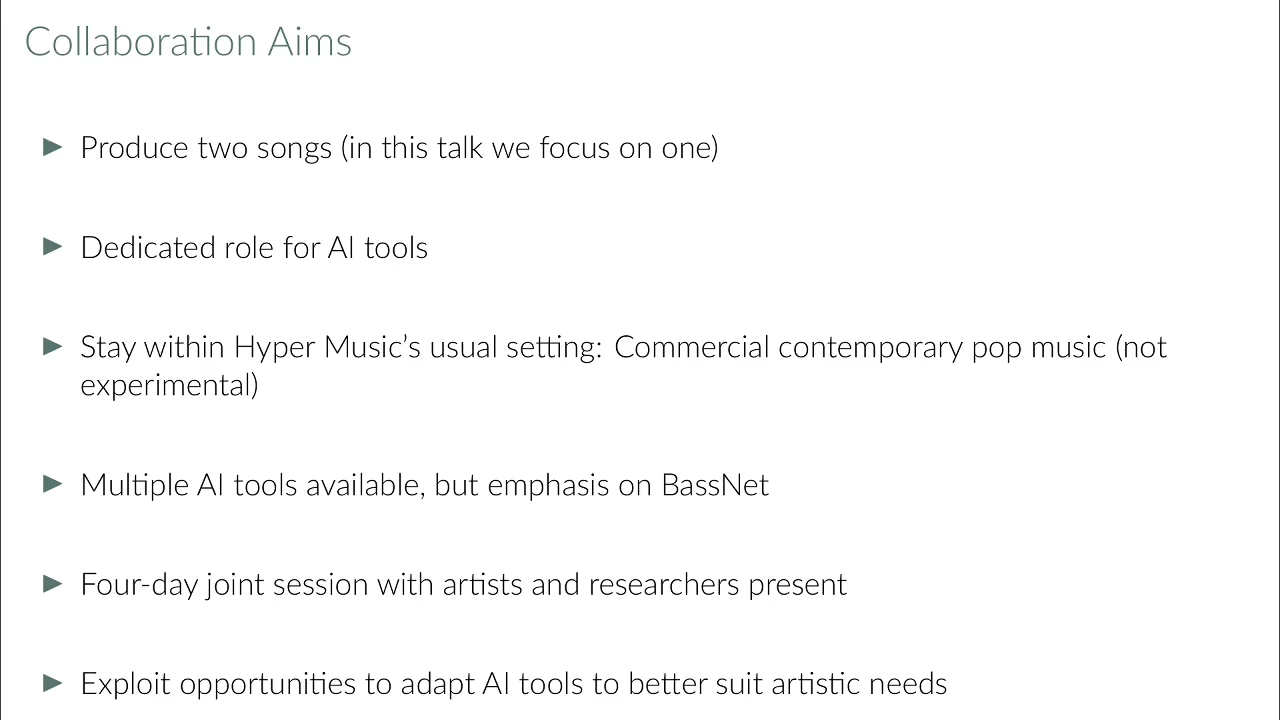 Collaboration Aims
Produce two songs (in this talk we focus on one)
Dedicated role for AI tools
Stay within Hyper Music’s usual setting: Commercial contemporary pop music (not
experimental)
Multiple AI tools available, but emphasis on BassNet
Four-day joint session with artists and researchers present
Exploit opportunities to adapt AI tools to better suit artistic needs